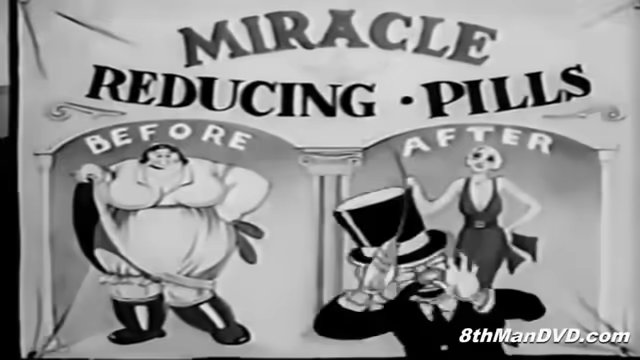 MIRACLE
REDUCING · PILLS
BEFORE
AFTER
8thManDVD.com